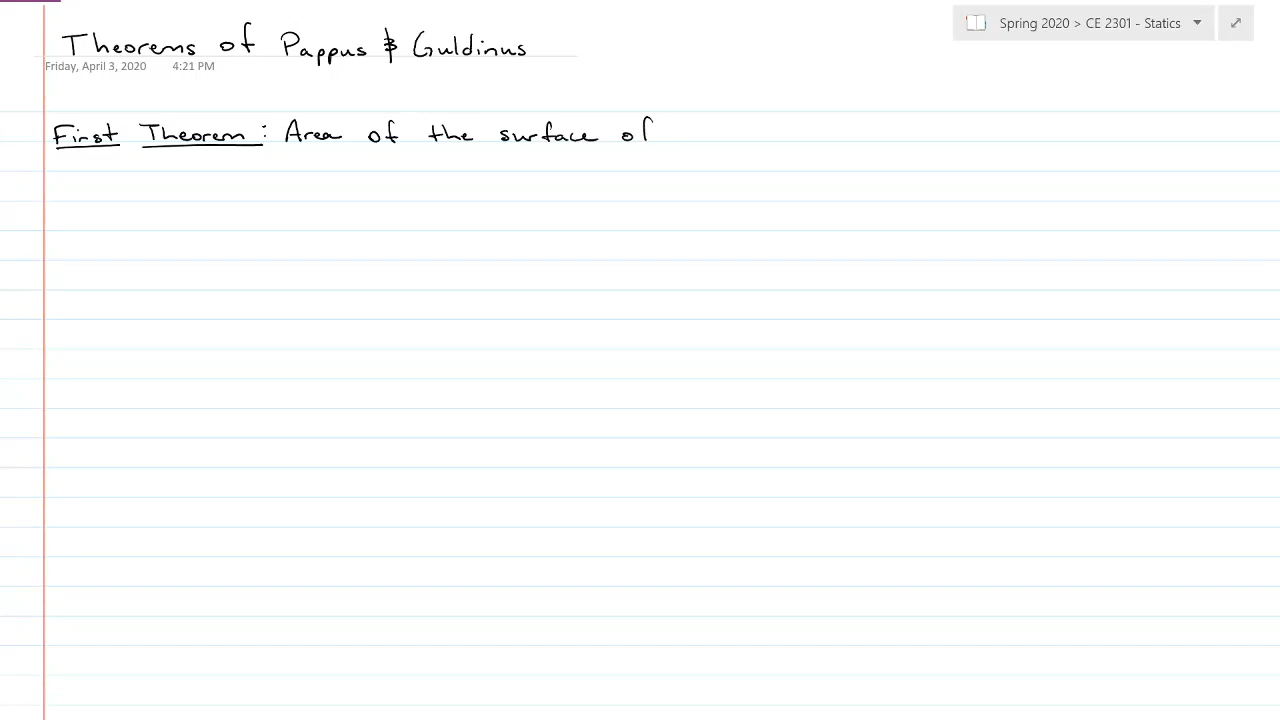 Spring 2020 > CE 2301 - Statics
Theorems of Pappus & Guldinus
Friday, April 3, 2020 4:21 PM
First Theorem: Area of the surface of